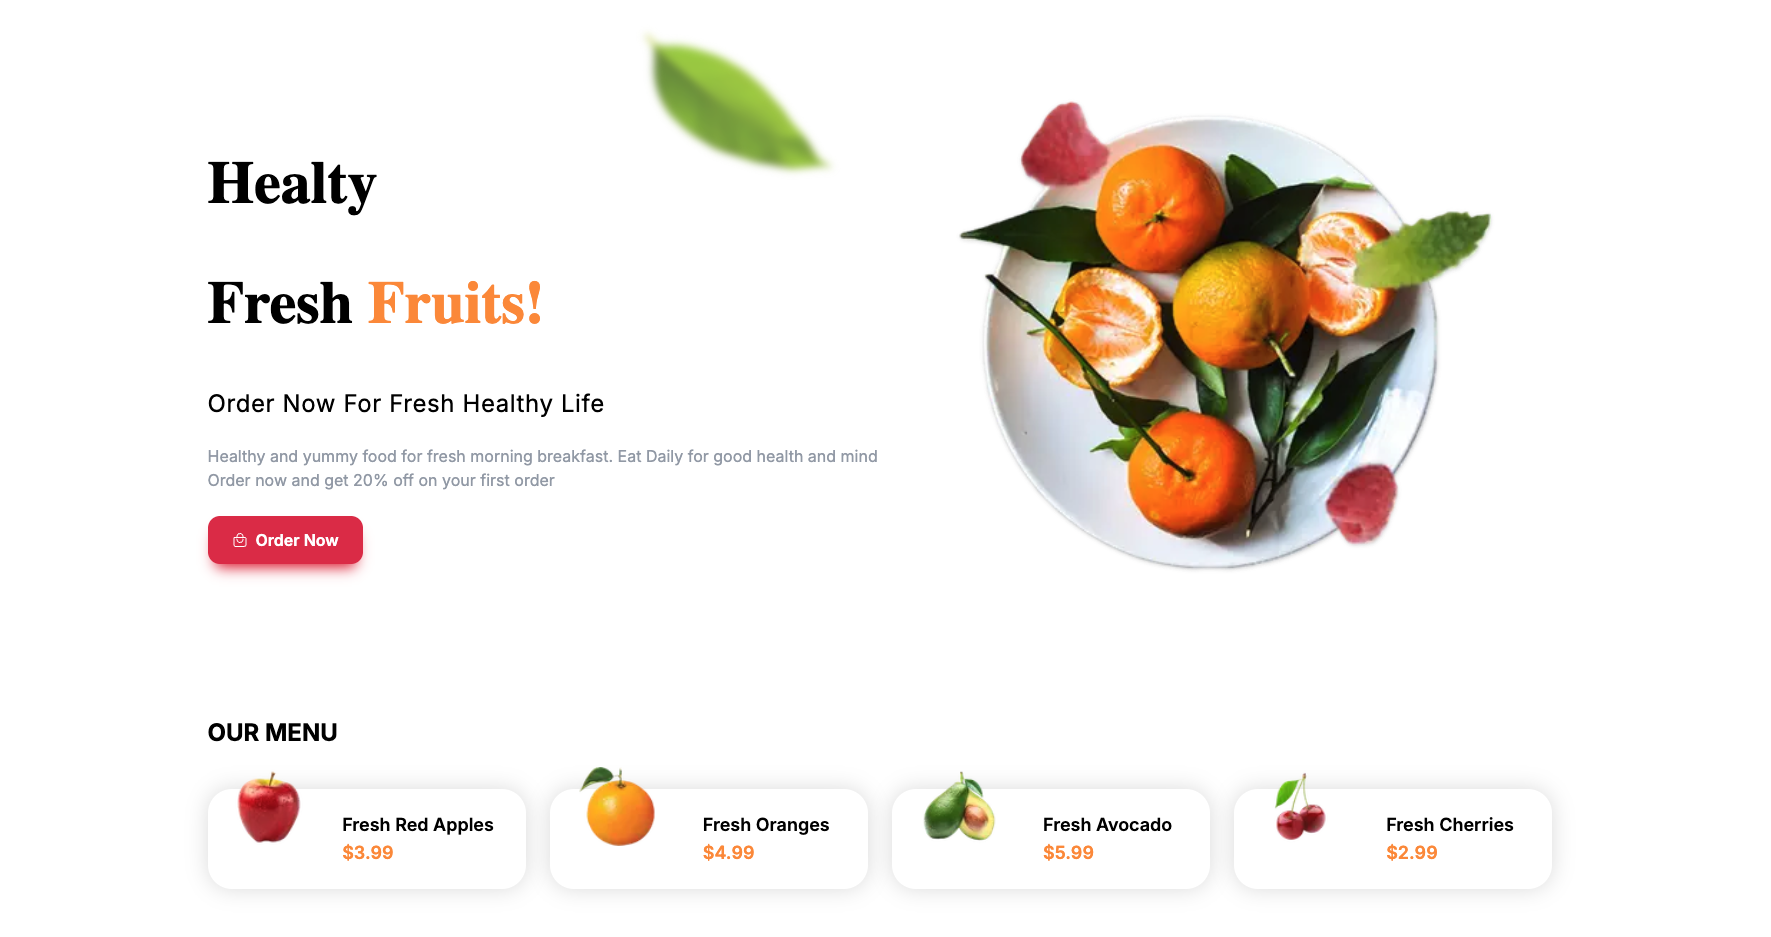 Healty
Fresh Fruits!
Order Now For Fresh Healthy Life
Healthy and yummy food for fresh morning breakfast. Eat Daily for good health and mind
Order now and get 20% off on your first order
Order Now
OUR MENU
Fresh Red Apples
$3.99
Fresh Oranges
$4.99
Fresh Avocado
$5.99
Fresh Cherries
$2.99